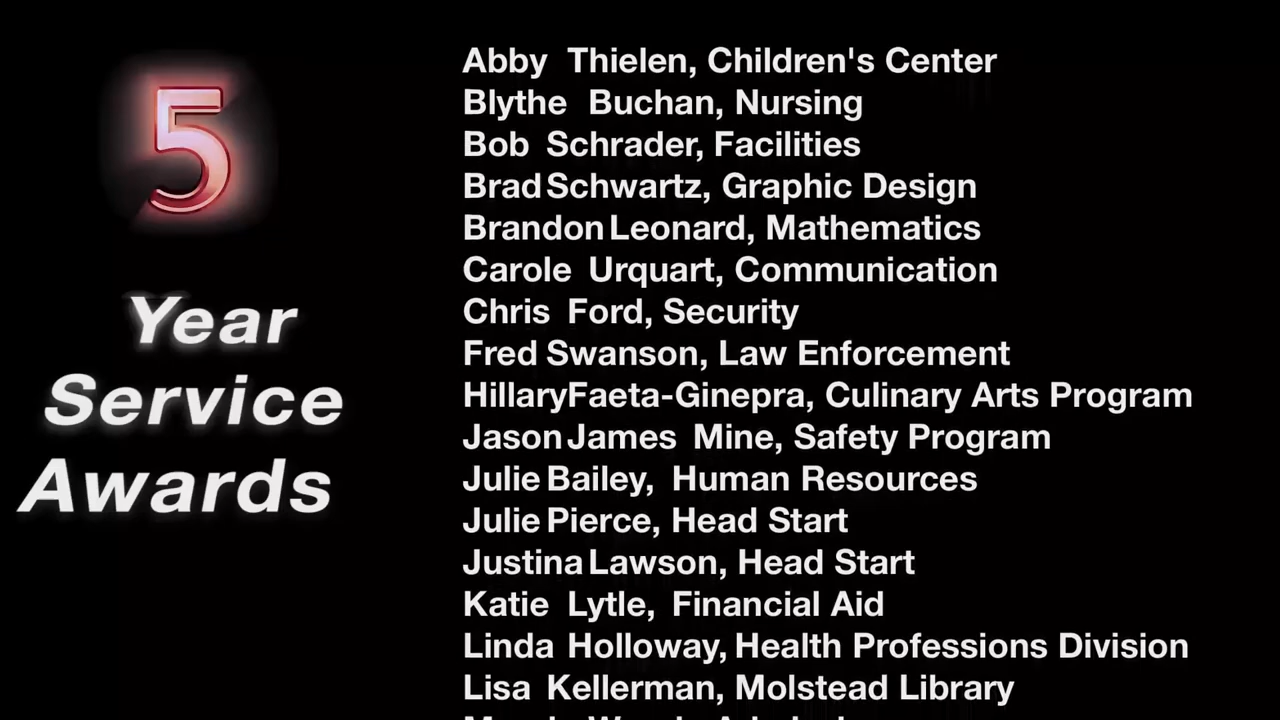 5
Year
Service
Awards
Abby Thielen, Children's Center
Blythe Buchan, Nursing
Bob Schrader, Facilities
Brad Schwartz, Graphic Design
Brandon Leonard, Mathematics
Carole Urquart, Communication
Chris Ford, Security
Fred Swanson, Law Enforcement
HillaryFaeta-Ginepra, Culinary Arts Program
Jason James Mine, Safety Program
Julie Bailey, Human Resources
Julie Pierce, Head Start
Justina Lawson, Head Start
Katie Lytle, Financial Aid
Linda Holloway, Health Professions Division
Lisa Kellerman, Molstead Library